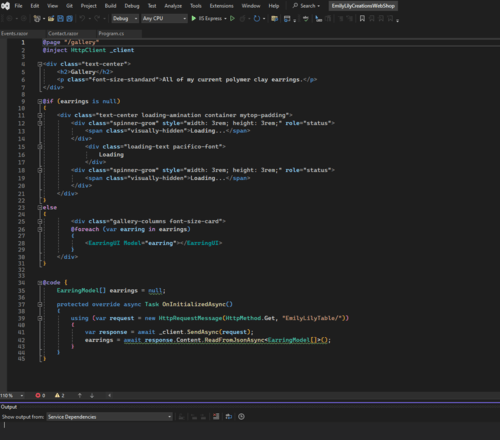 File Edit View Git Project Build Debug Test Analyze Tools Extensions Window Help Search EmilyLilyCreationsWebShop
Debug Any CPU IIS Express
Events.razor Contact.razor Program.cs
1 @page "/gallery"
2 @inject HttpClient _client
3
4 <div class="text-center">
5 <h2>Gallery</h2>
6 <p class="font-size-standard">All of my current polymer clay earrings.</p>
7 </div>
8
9 @if (earrings is null)
10 {
11 <div class="text-center loading-amination container mytop-padding">
12 <div class="spinner-grow" style="width: 3rem; height: 3rem;" role="status">
13 <span class="visually-hidden">Loading...</span>
14 </div>
15 <div class="loading-text pacifico-font">
16 Loading
17 </div>
18 <div class="spinner-grow" style="width: 3rem; height: 3rem;" role="status">
19 <span class="visually-hidden">Loading...</span>
20 </div>
21 </div>
22 }
23 else
24 {
25 <div class="gallery-columns font-size-card">
26 @foreach (var earring in earrings)
27 {
28 <EarringUI Model="earring"></EarringUI>
29 }
30 </div>
31 }
32
33
34 @code {
35 EarringModel[] earrings = null;
36
37 protected override async Task OnInitializedAsync()
38 {
39 using (var request = new HttpRequestMessage(HttpMethod.Get, "EmilyLilyTable/"))
40 {
41 var response = await _client.SendAsync(request);
42 earrings = await response.Content.ReadFromJsonAsync<EarringModel[]>();
43 }
44 }
45 }
110 % 0 2
Output
Show output from: Service Dependencies